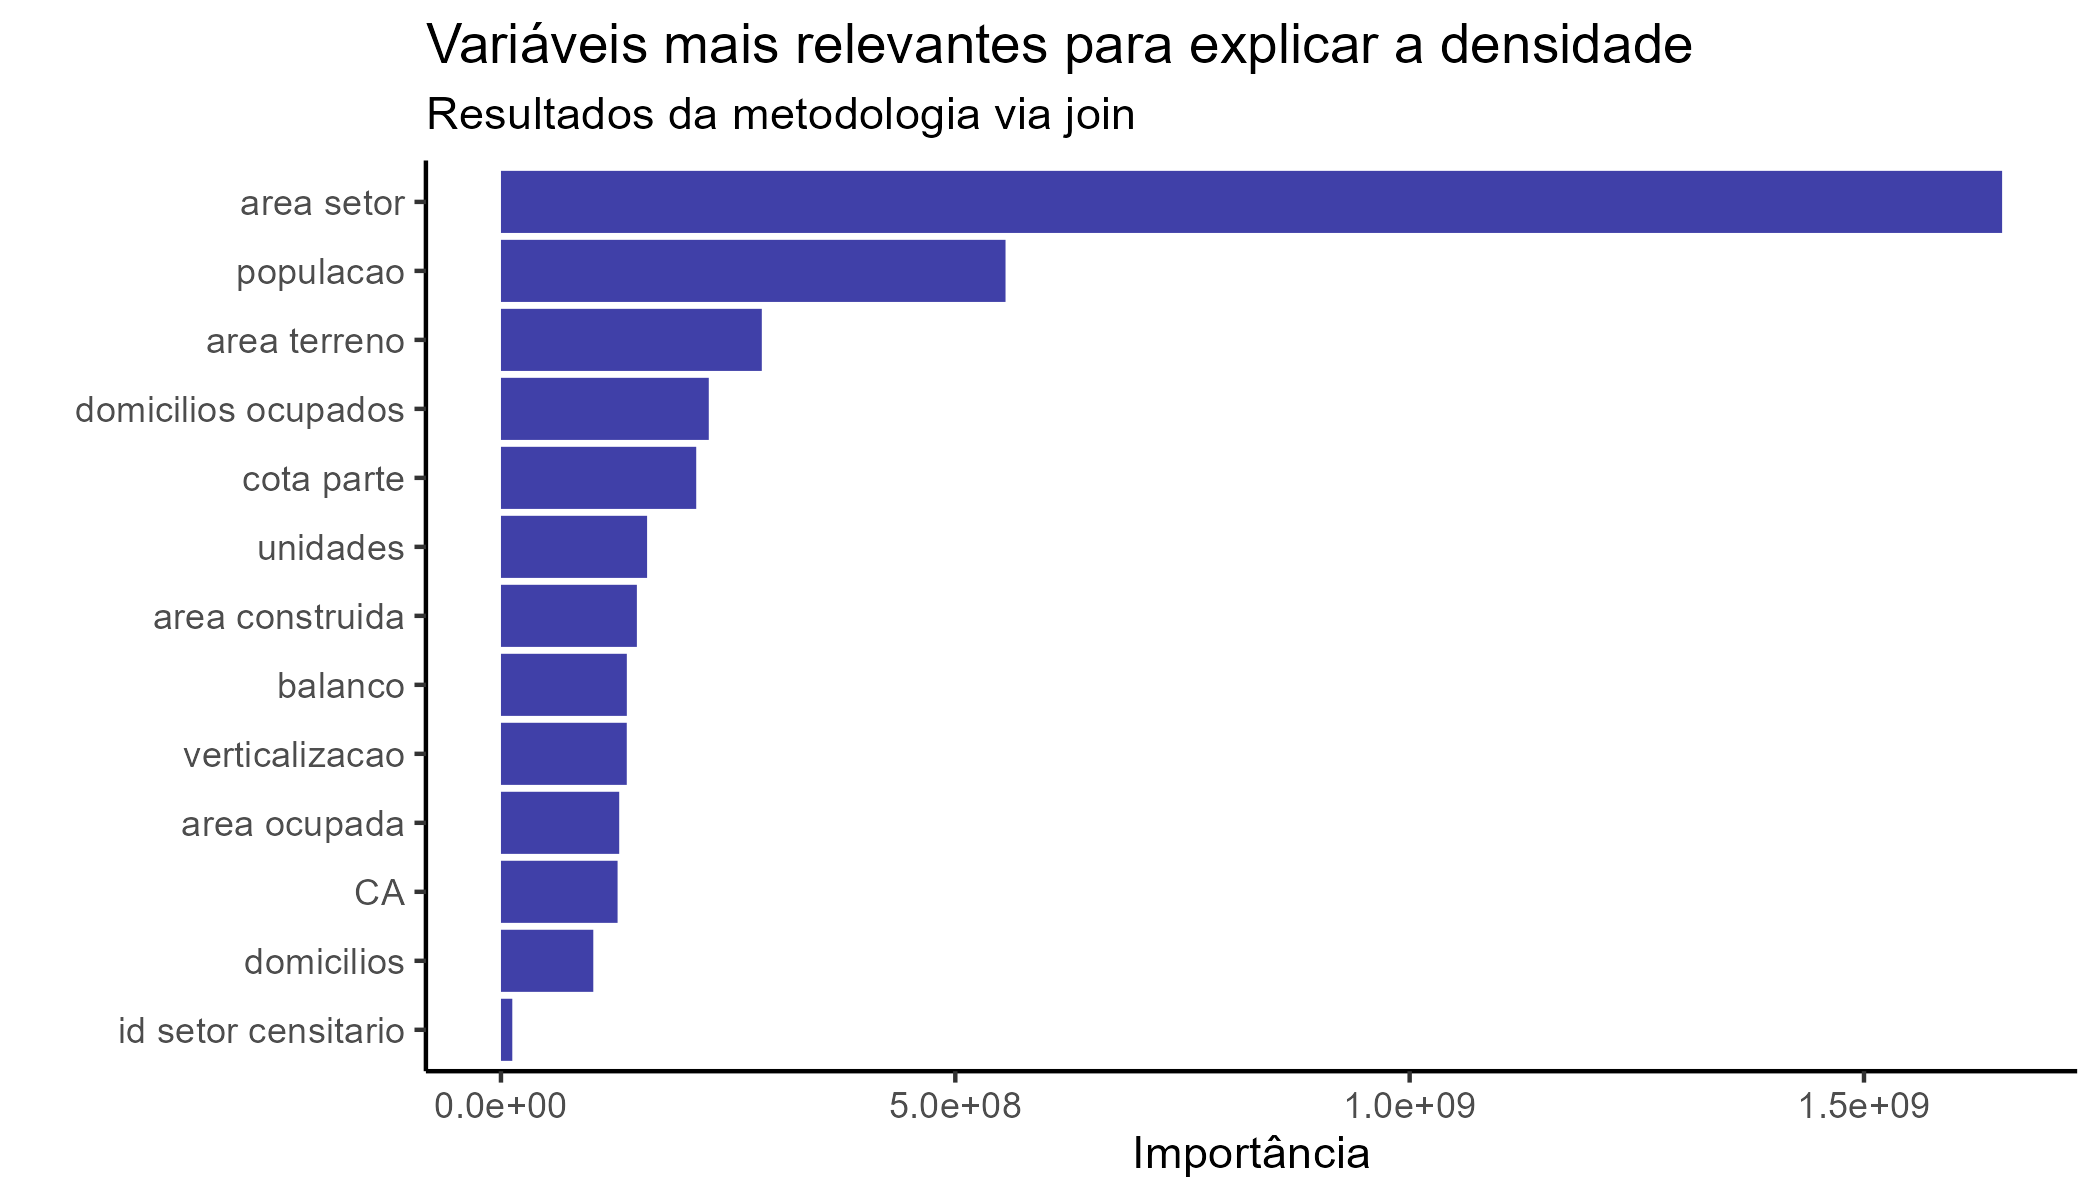 Variáveis mais relevantes para explicar a densidade
Resultados da metodologia via join
area setor
populacao
area terreno
domicilios ocupados
cota parte
unidades
area construida
balanco
verticalizacao
area ocupada
CA
domicilios
id setor censitario
0.0e+00 5.0e+08 1.0e+09 1.5e+09
Importância